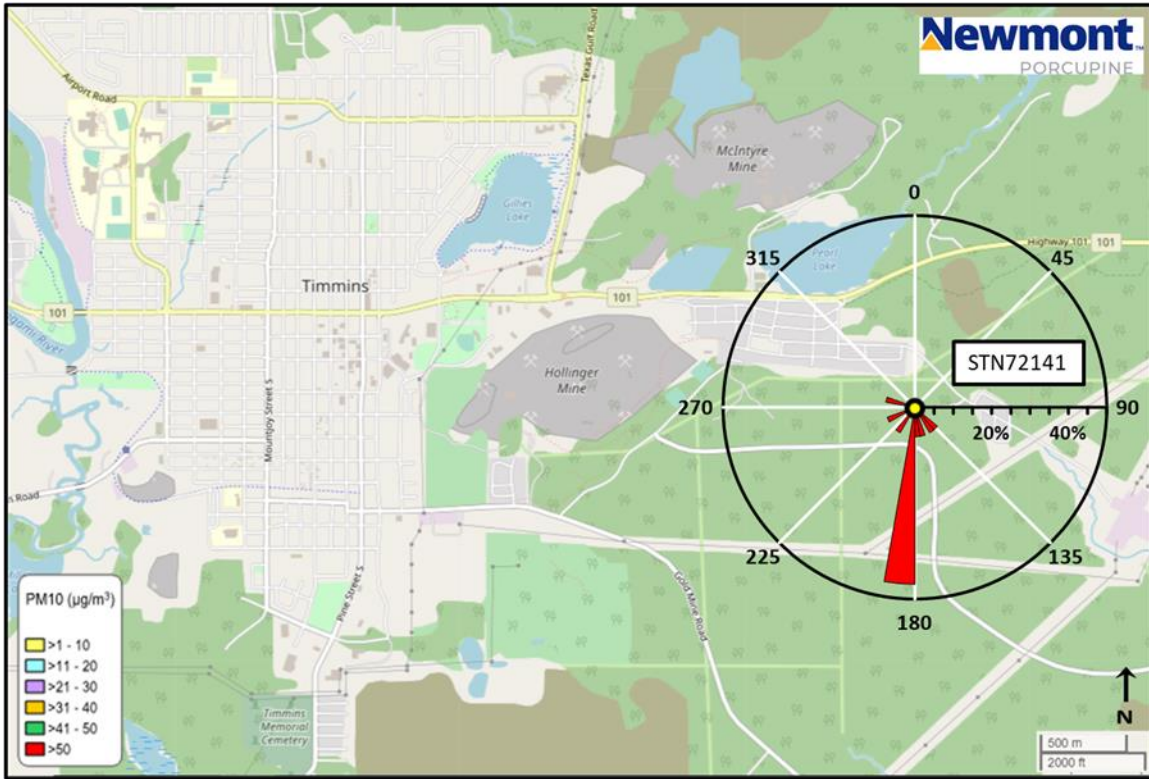 Newmont™
PORCUPINE
Airport Road
Texas Gulf Road
McIntyre
Mine
Gillies
Lake
Pearl
Lake
Highway 101
101
Timmins
101
101
Hollinger
Mine
Mountjoy Street S
Pine Street S
Gold Mine Road
Timmins
Memorial
Cemetery
0
45
90
135
180
225
270
315
STN72141
20%
40%
PM10 (µg/m³)
>1 - 10
>11 - 20
>21 - 30
>31 - 40
>41 - 50
>50
N
500 m
2000 ft